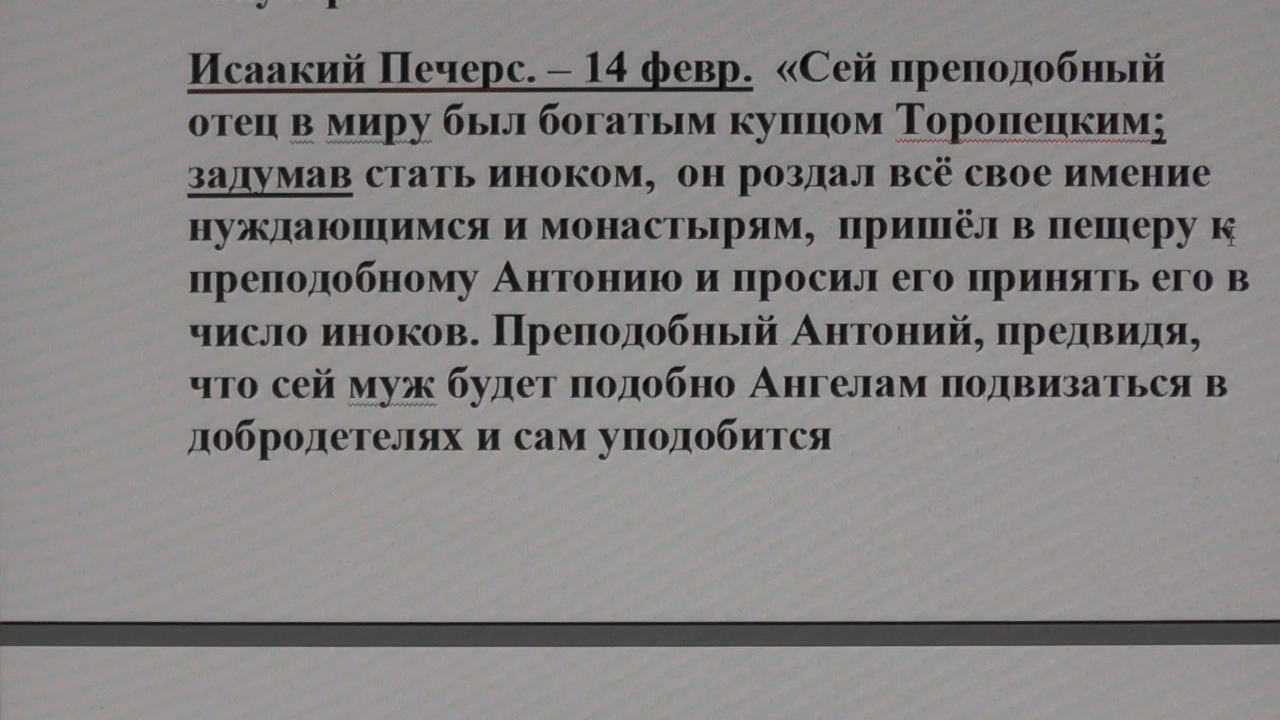 Исаакий Печерс. – 14 февр. «Сей преподобный
отец в миру был богатым купцом Торопецким;
задумав стать иноком, он роздал всё свое имение
нуждающимся и монастырям, пришёл в пещеру к
преподобному Антонию и просил его принять его в
число иноков. Преподобный Антоний, предвидя,
что сей муж будет подобно Ангелам подвизаться в
добродетелях и сам уподобится